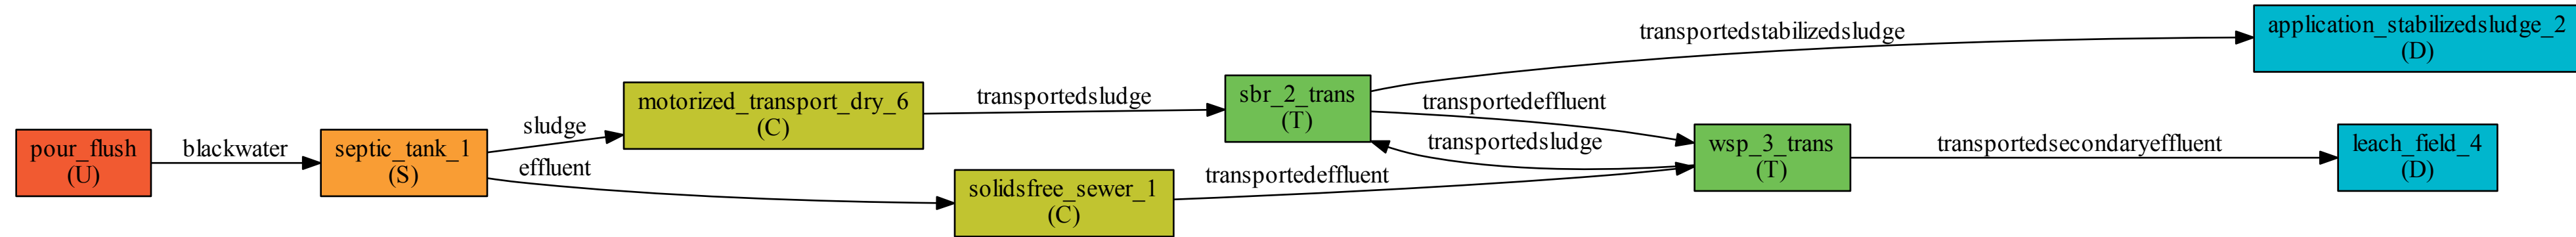 pour_flush
(U)
blackwater
septic_tank_1
(S)
sludge
effluent
motorized_transport_dry_6
(C)
solidsfree_sewer_1
(C)
transportedsludge
transportedeffluent
sbr_2_trans
(T)
transportedstabilizedsludge
transportedeffluent
transportedsludge
wsp_3_trans
(T)
transportedsecondaryeffluent
application_stabilizedsludge_2
(D)
leach_field_4
(D)